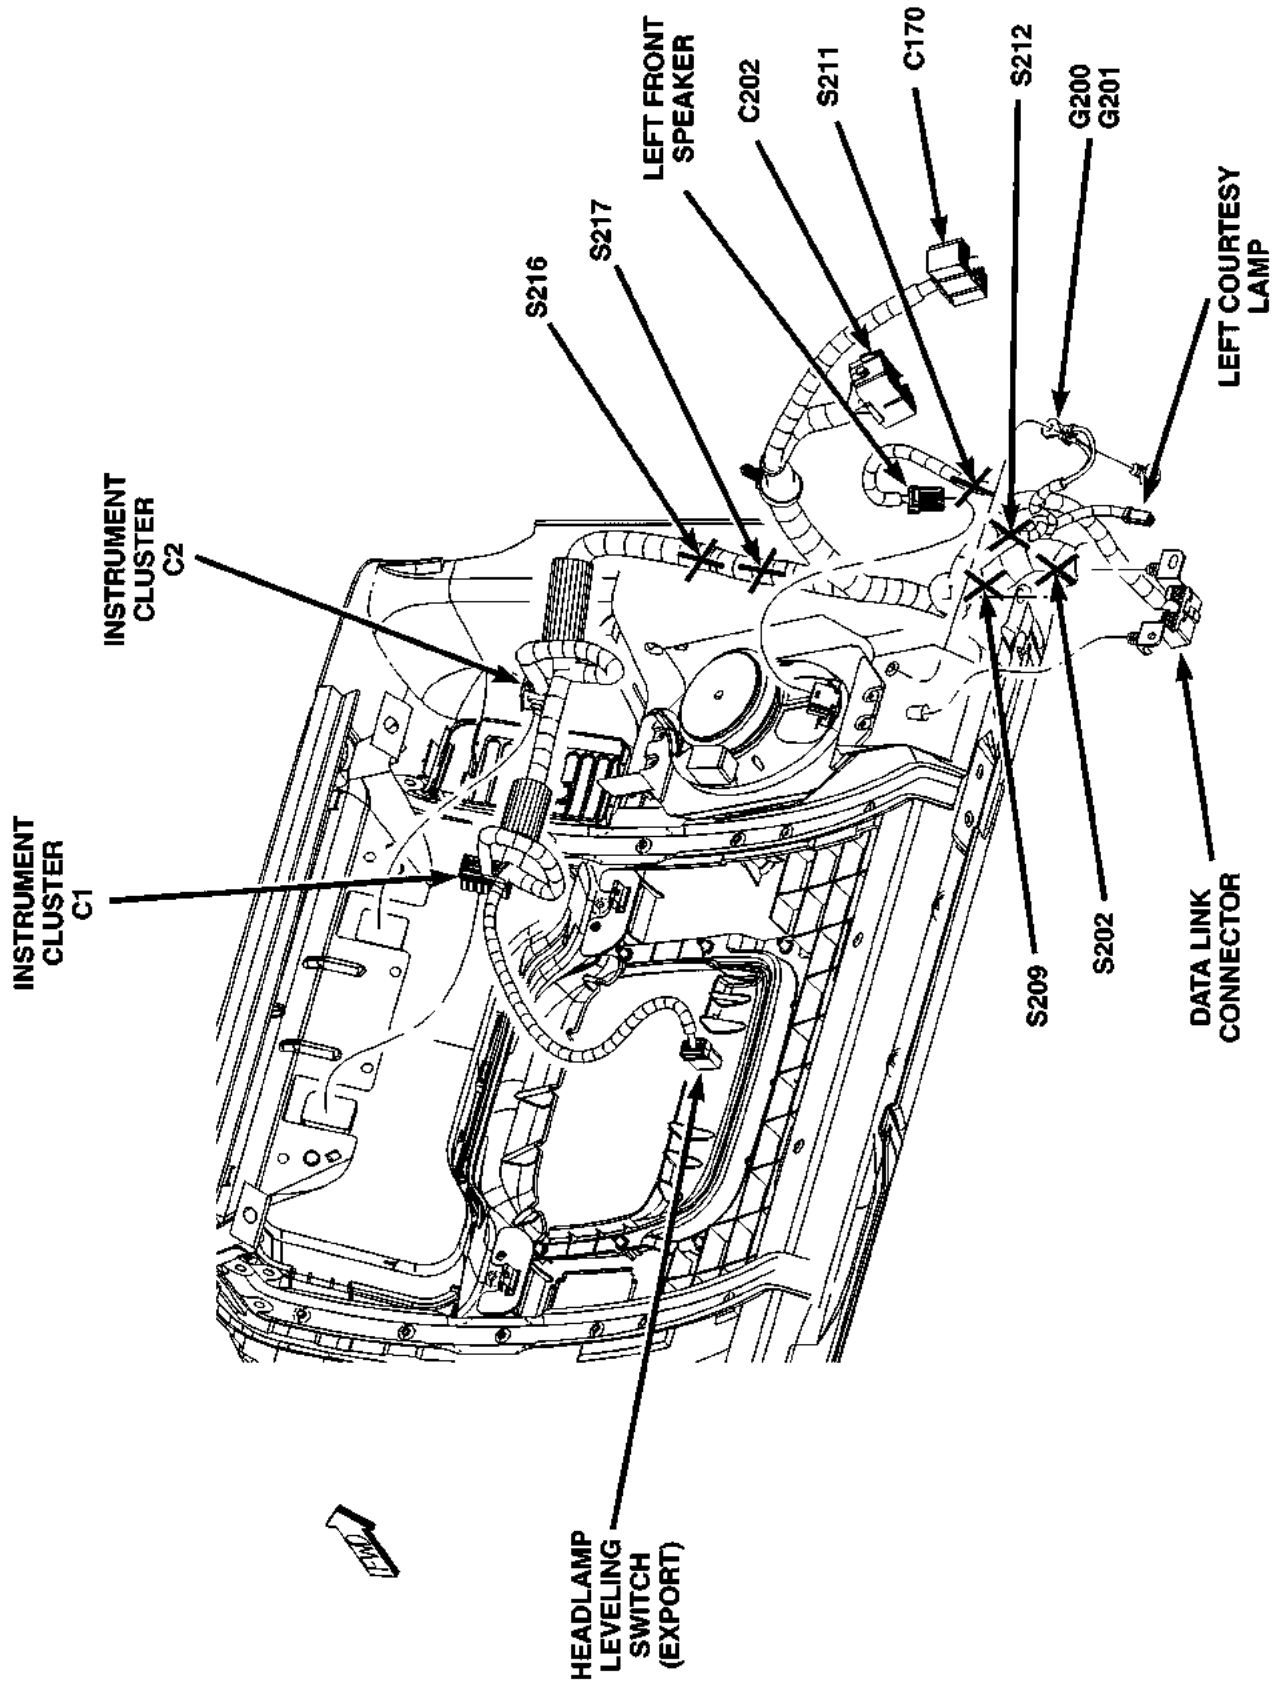 INSTRUMENT
CLUSTER
C1
INSTRUMENT
CLUSTER
C2
S216
S217
LEFT FRONT
SPEAKER
C202
S211
C170
S212
G200
G201
LEFT COURTESY
LAMP
DATA LINK
CONNECTOR
S202
S209
HEADLAMP
LEVELING
SWITCH
(EXPORT)
FWD